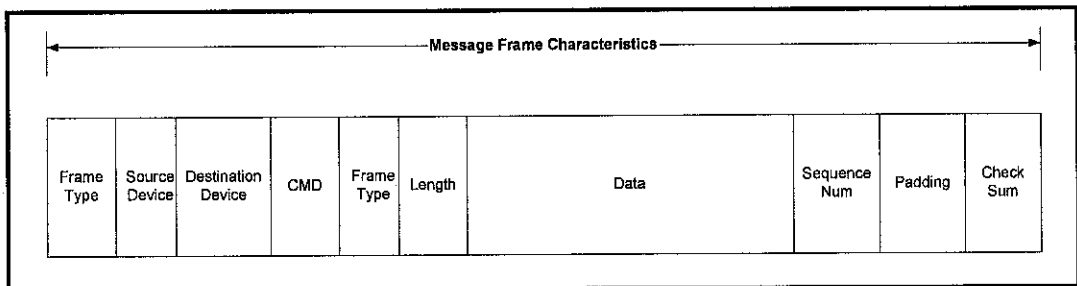 Message Frame Characteristics
Frame
Type
Source
Device
Destination
Device
CMD
Frame
Type
Length
Data
Sequence
Num
Padding
Check
Sum